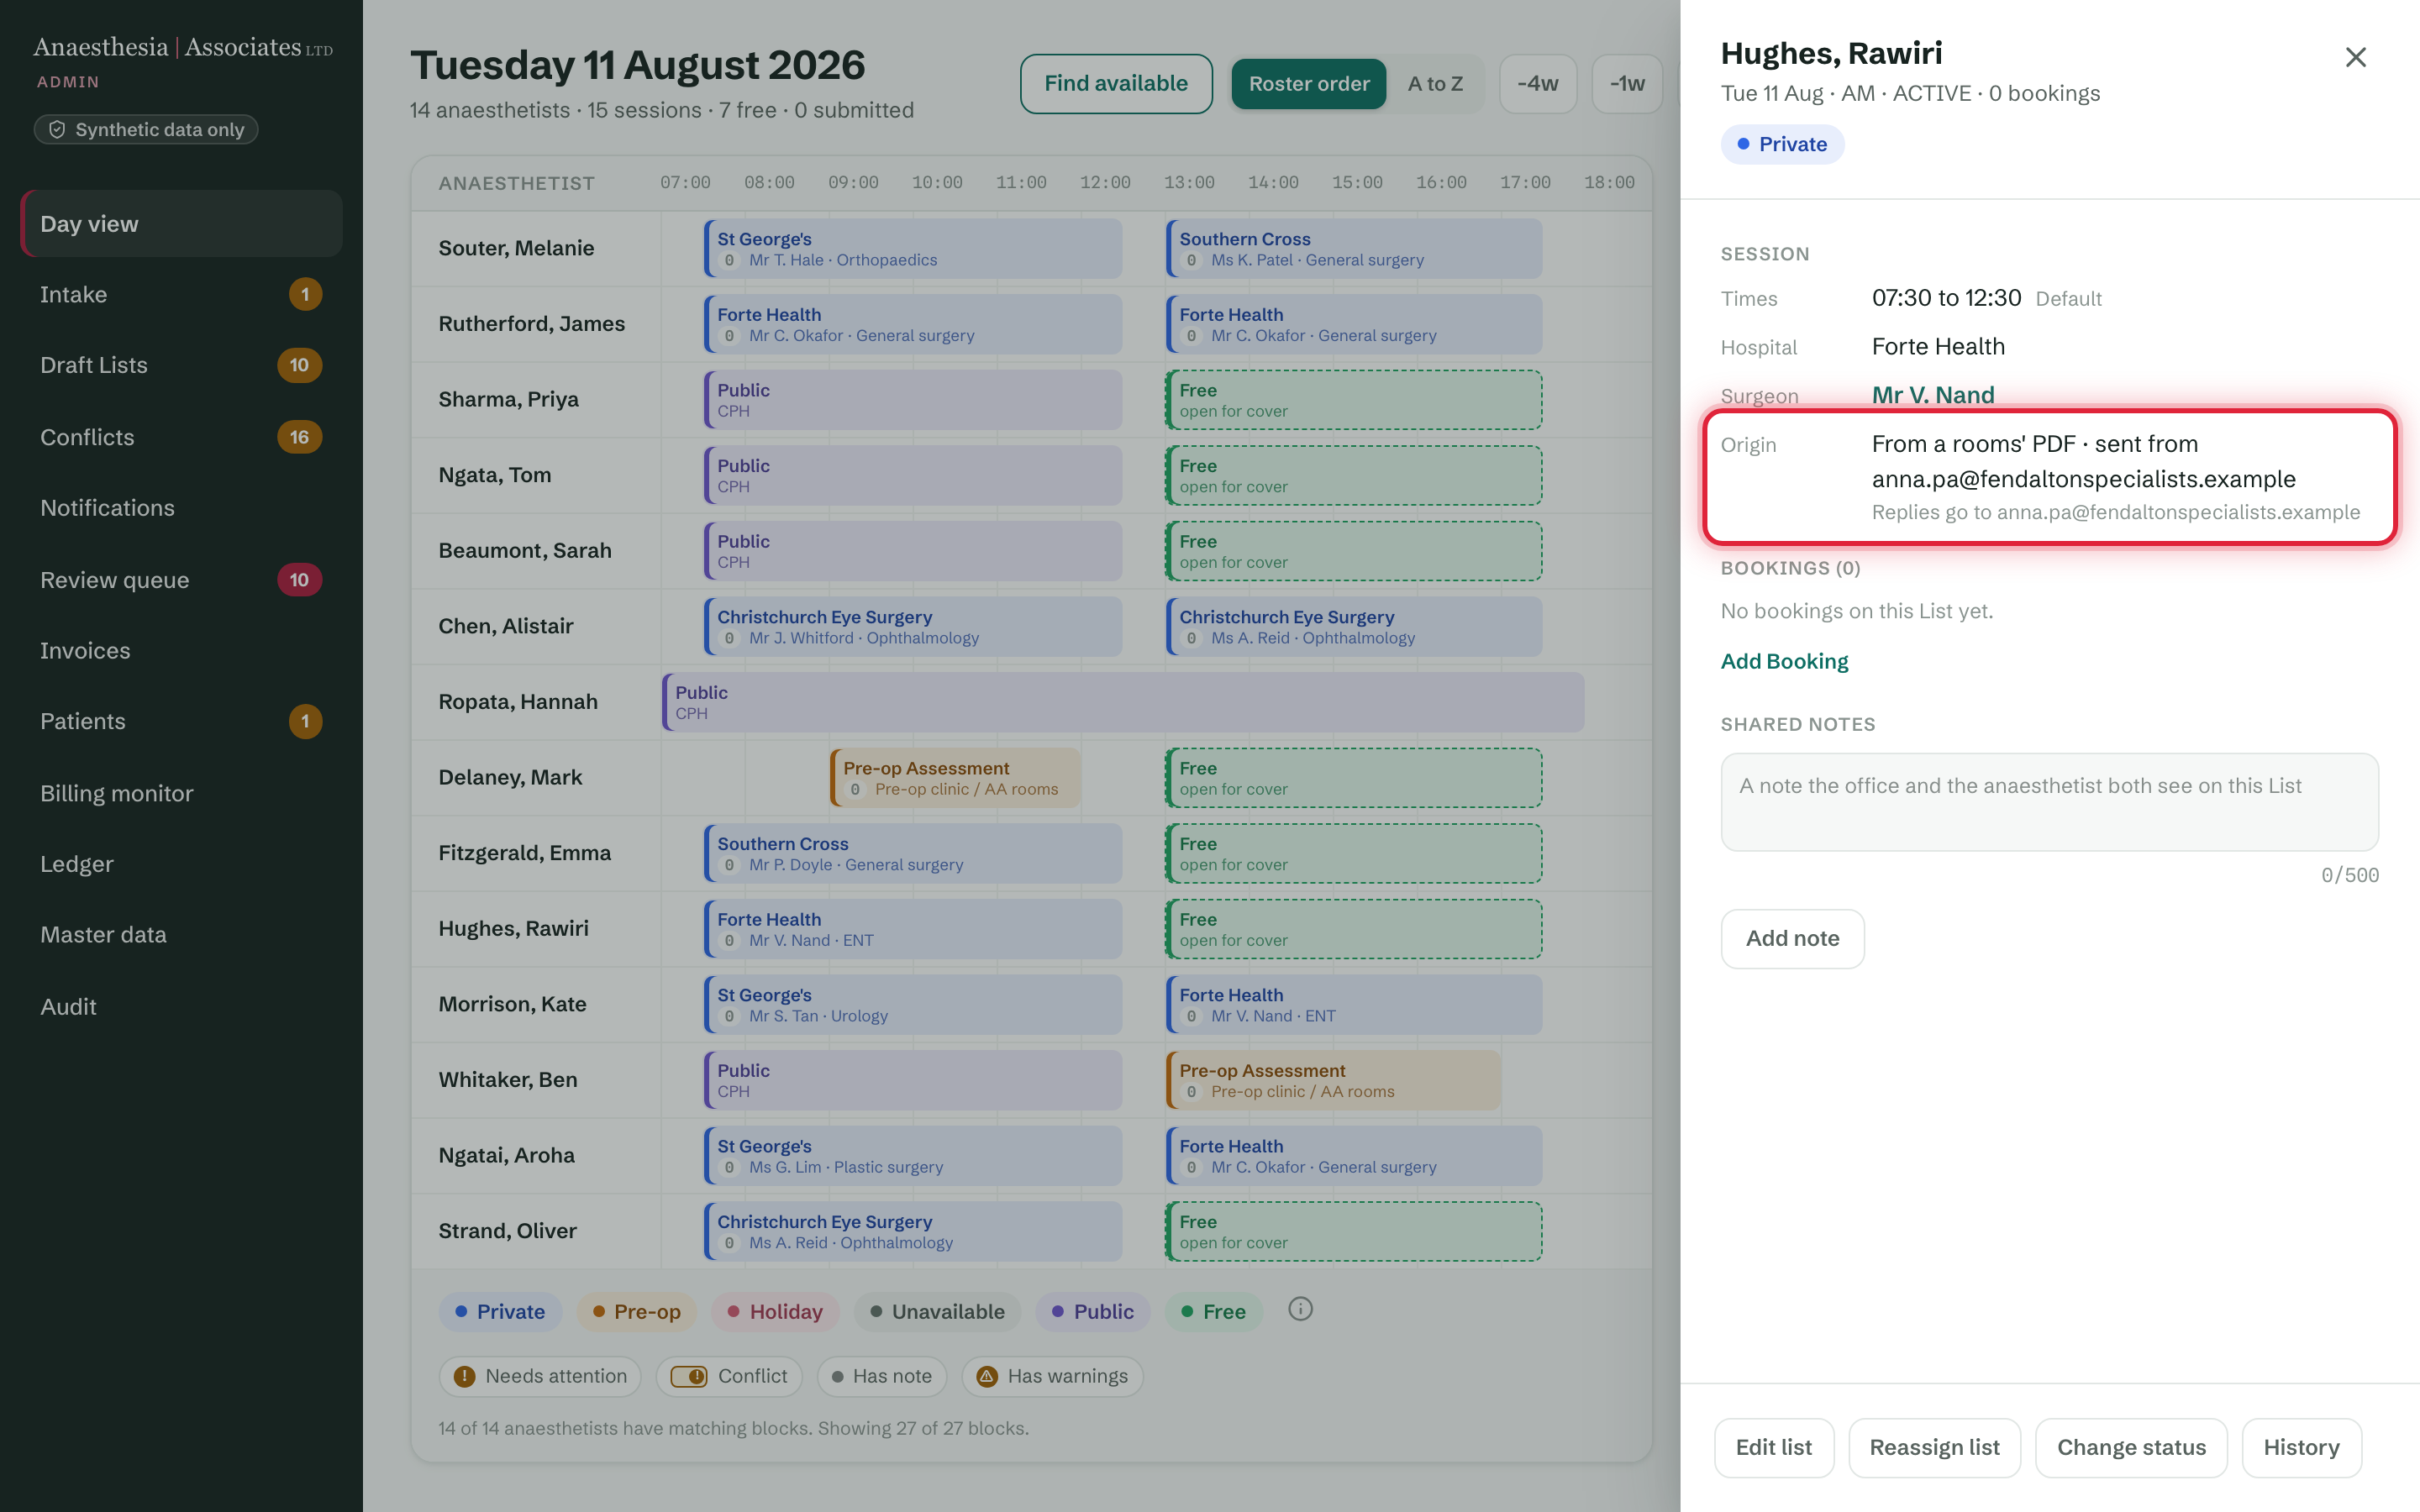 Anaesthesia | Associates LTD
ADMIN
Synthetic data only
Day view
Intake 1
Draft Lists 10
Conflicts 16
Notifications
Review queue 10
Invoices
Patients 1
Billing monitor
Ledger
Master data
Audit
Tuesday 11 August 2026
14 anaesthetists · 15 sessions · 7 free · 0 submitted
Find available
Roster order
A to Z
-4w
-1w
ANAESTHETIST 07:00 08:00 09:00 10:00 11:00 12:00 13:00 14:00 15:00 16:00 17:00 18:00
Souter, Melanie
St George's
0 Mr T. Hale · Orthopaedics
Southern Cross
0 Ms K. Patel · General surgery
Rutherford, James
Forte Health
0 Mr C. Okafor · General surgery
Forte Health
0 Mr C. Okafor · General surgery
Sharma, Priya
Public
CPH
Free
open for cover
Ngata, Tom
Public
CPH
Free
open for cover
Beaumont, Sarah
Public
CPH
Free
open for cover
Chen, Alistair
Christchurch Eye Surgery
0 Mr J. Whitford · Ophthalmology
Christchurch Eye Surgery
0 Ms A. Reid · Ophthalmology
Ropata, Hannah
Public
CPH
Delaney, Mark
Pre-op Assessment
0 Pre-op clinic / AA rooms
Free
open for cover
Fitzgerald, Emma
Southern Cross
0 Mr P. Doyle · General surgery
Free
open for cover
Hughes, Rawiri
Forte Health
0 Mr V. Nand · ENT
Free
open for cover
Morrison, Kate
St George's
0 Mr S. Tan · Urology
Forte Health
0 Mr V. Nand · ENT
Whitaker, Ben
Public
CPH
Pre-op Assessment
0 Pre-op clinic / AA rooms
Ngatai, Aroha
St George's
0 Ms G. Lim · Plastic surgery
Forte Health
0 Mr C. Okafor · General surgery
Strand, Oliver
Christchurch Eye Surgery
0 Ms A. Reid · Ophthalmology
Free
open for cover
Private
Pre-op
Holiday
Unavailable
Public
Free
Needs attention
Conflict
Has note
Has warnings
14 of 14 anaesthetists have matching blocks. Showing 27 of 27 blocks.
Hughes, Rawiri
Tue 11 Aug · AM · ACTIVE · 0 bookings
Private
SESSION
Times 07:30 to 12:30 Default
Hospital Forte Health
Surgeon Mr V. Nand
Origin From a rooms' PDF · sent from
anna.pa@fendaltonspecialists.example
Replies go to anna.pa@fendaltonspecialists.example
BOOKINGS (0)
No bookings on this List yet.
Add Booking
SHARED NOTES
A note the office and the anaesthetist both see on this List
0/500
Add note
Edit list
Reassign list
Change status
History